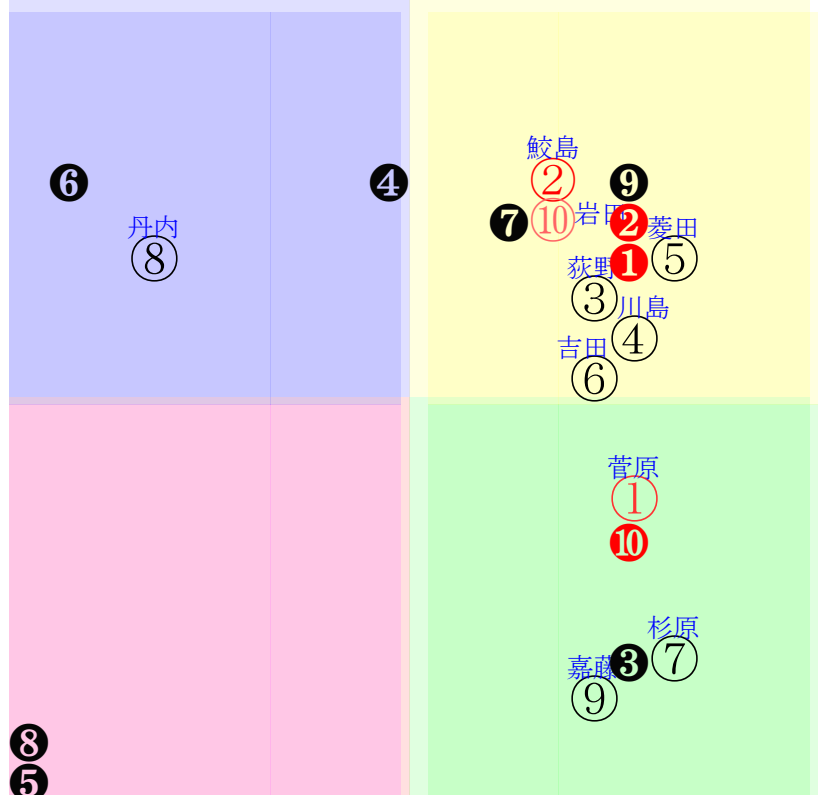 鮫島
❻ ❹ ② ❾
丹内 ❼ ⑩ 岩田 ❷ 菱田
⑧ 荻野 ❶ ⑤
③ 川島
吉田 ④
⑥
菅原
①
❿
杉原
嘉藤 ❸ ⑦
⑨
❽
❺